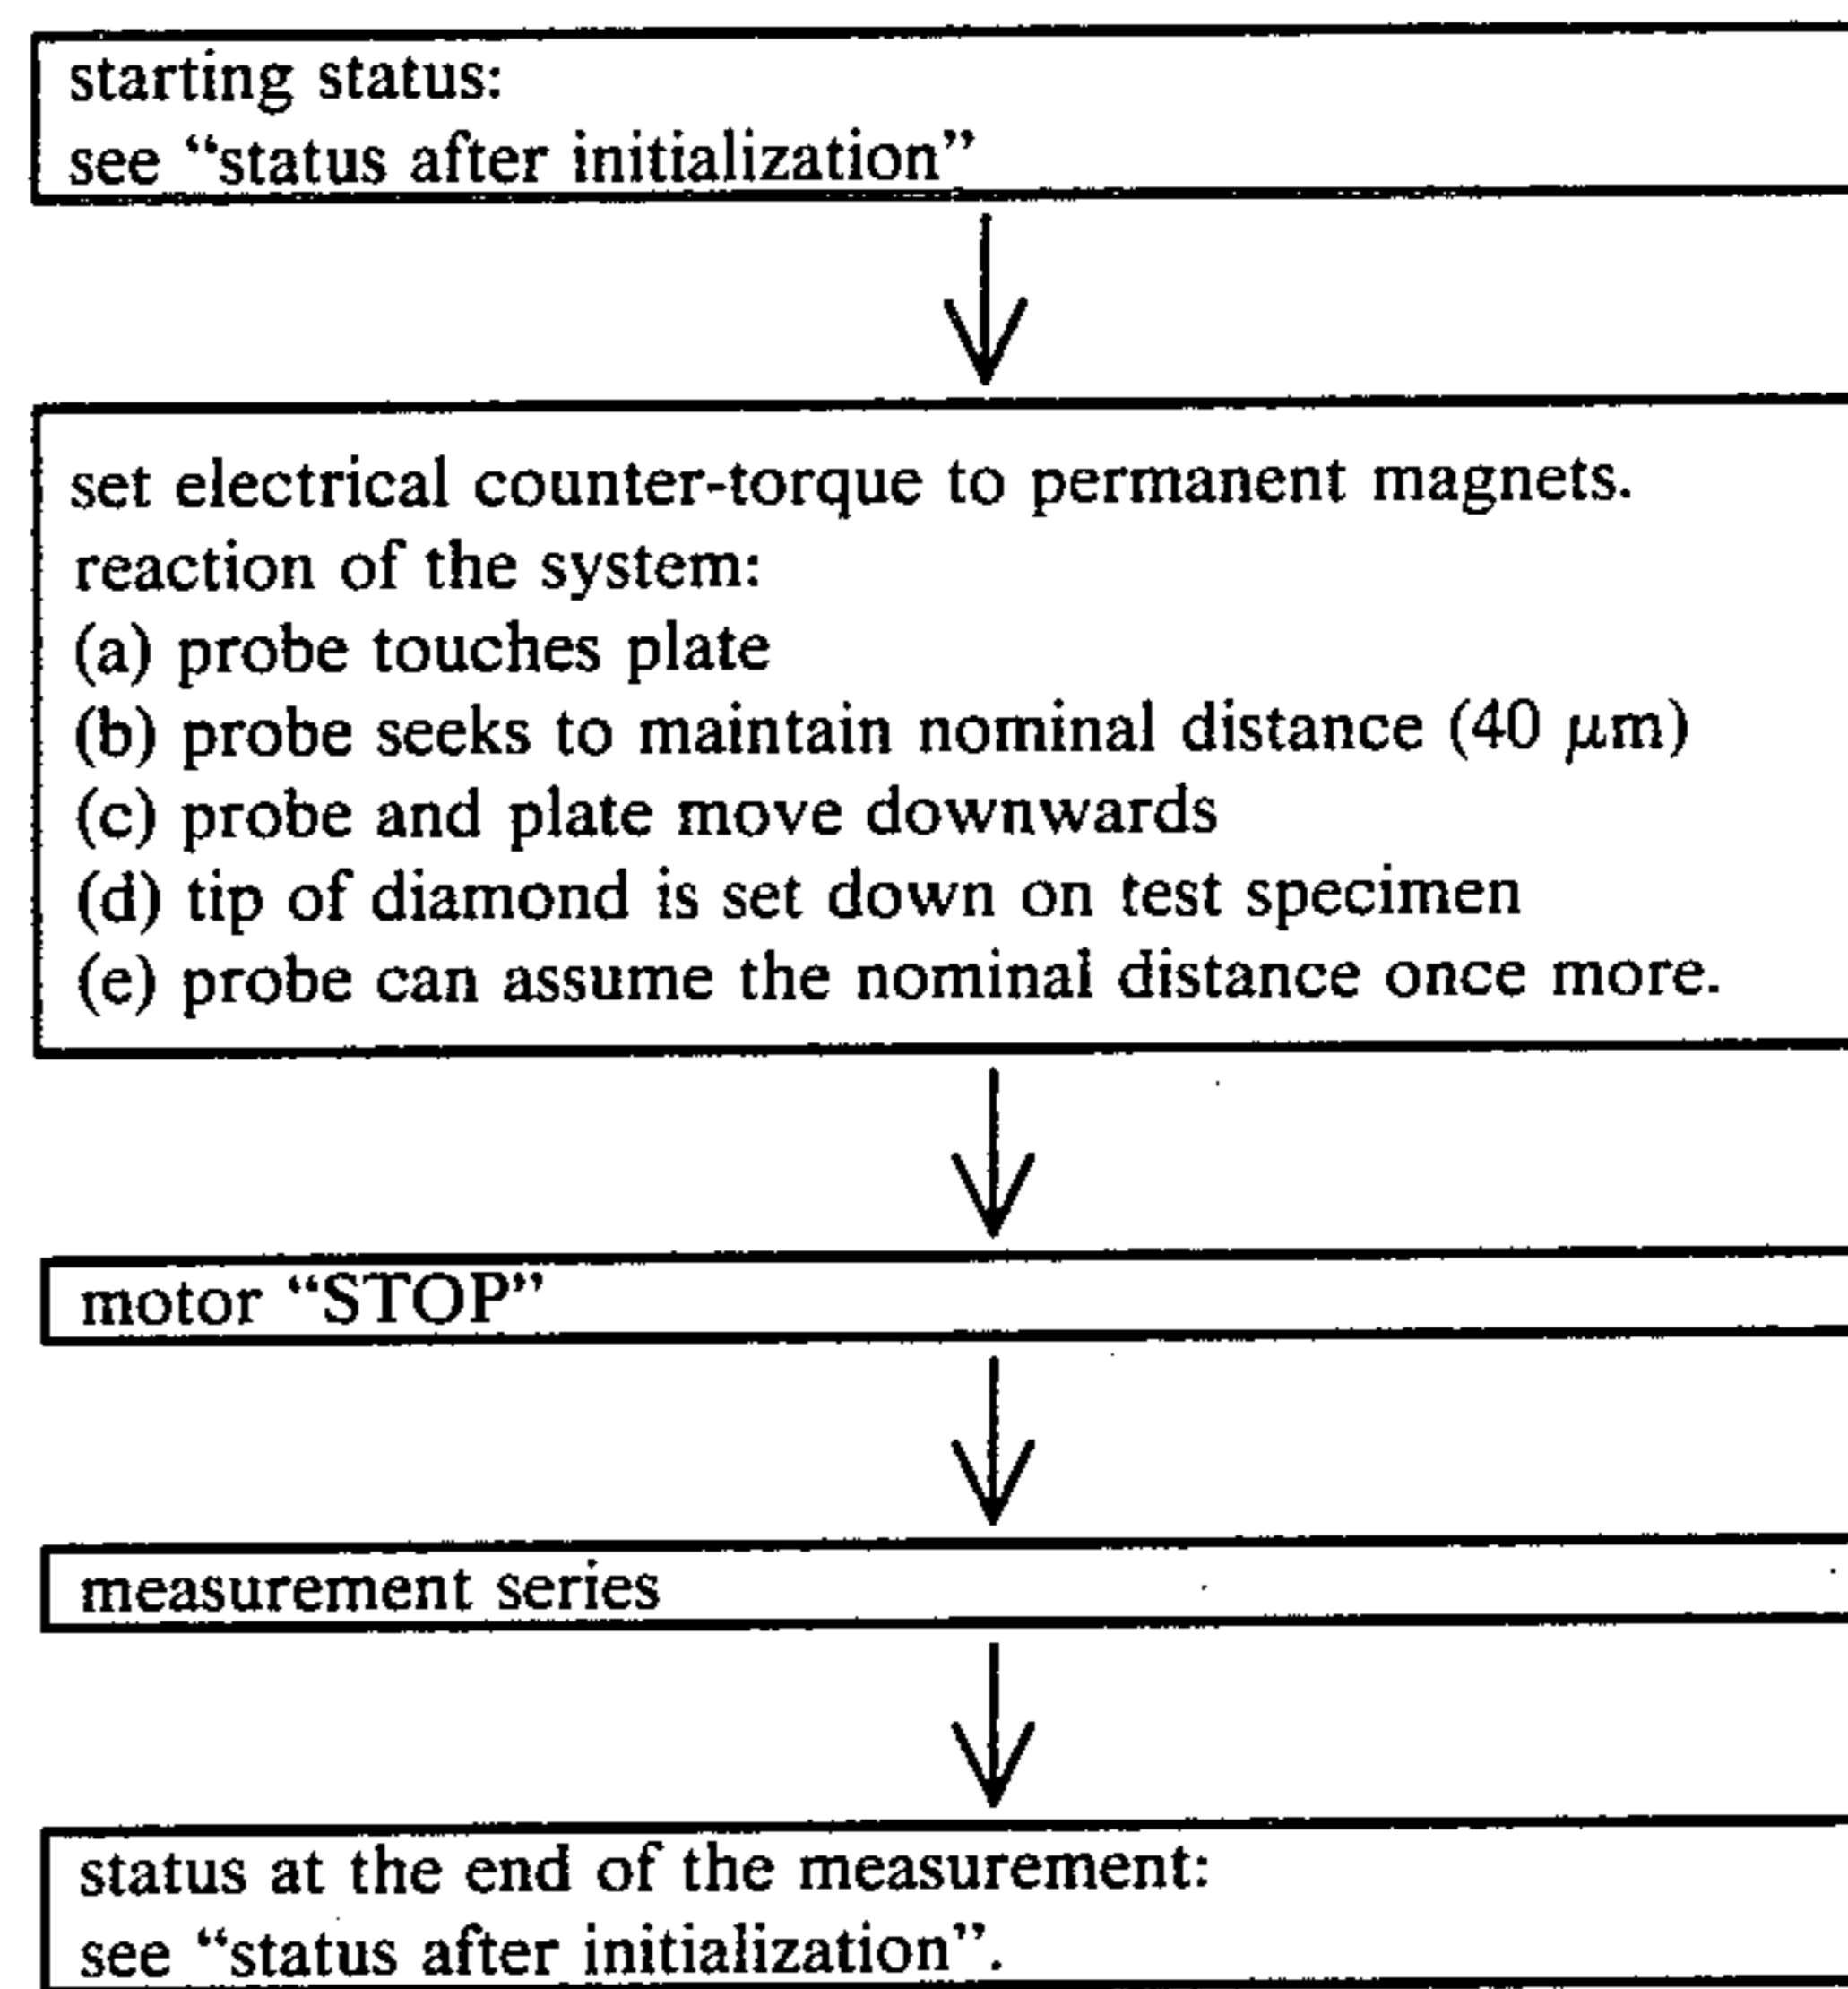 starting status:
see “status after initialization”
set electrical counter-torque to permanent magnets.
reaction of the system:
(a) probe touches plate
(b) probe seeks to maintain nominal distance (40 μm)
(c) probe and plate move downwards
(d) tip of diamond is set down on test specimen
(e) probe can assume the nominal distance once more.
motor “STOP”
measurement series
status at the end of the measurement:
see “status after initialization”.